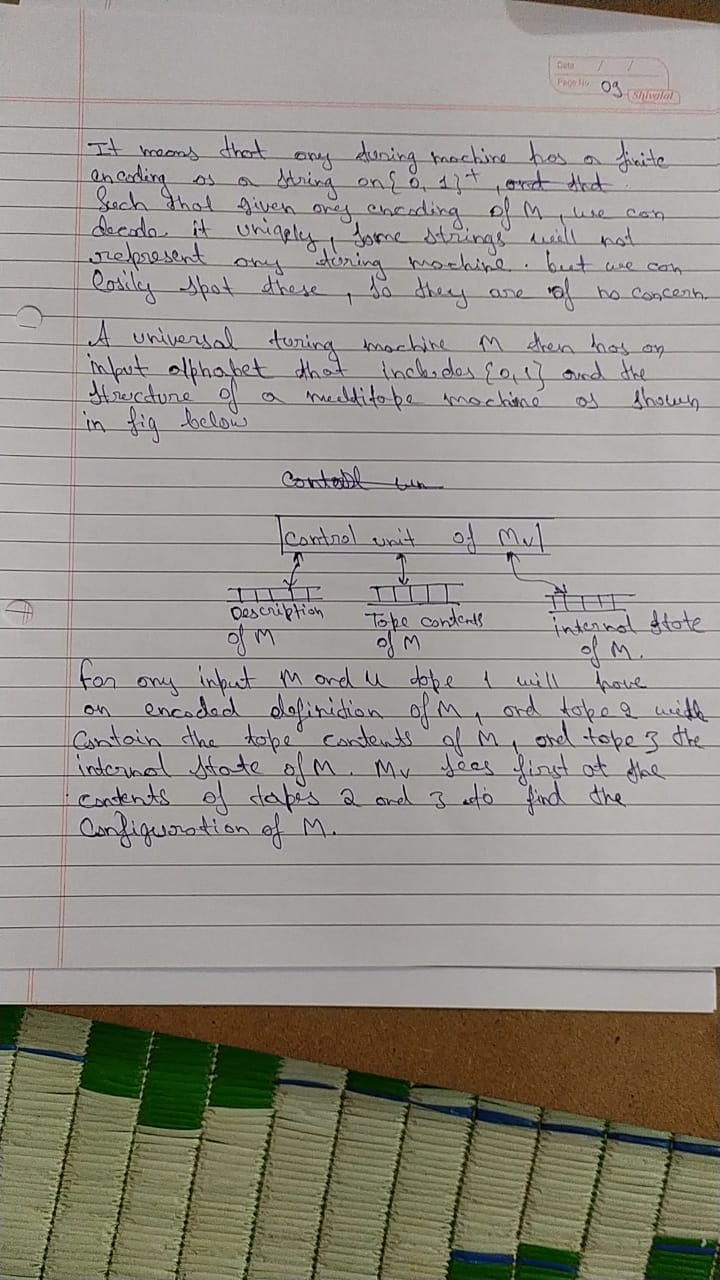 Date / /
Page No. 09
Shivalal
It means that any turing machine has a finite
encoding as a string on {0, 1}+, and that
Such that given any encoding of M, we can
decode it uniqely, Some strings will not
represent any turing machine. but we can
Easily spot these, So they are of no concern.
A universal turing machine M then has an
input alphabet that includes {0,1} and the
structure of a multitape machine as shown
in fig below
Contobl un
Control unit of Mu
Description
of M
Tape contents
of M
internal state
of M.
For any input M and u tape 1 will have
an encoded definition of M, and tape 2 will
Contain the tape contents of M, and tape 3 the
internal state of M. Mu sees first at the
contents of tapes 2 and 3 to find the
Configuration of M.